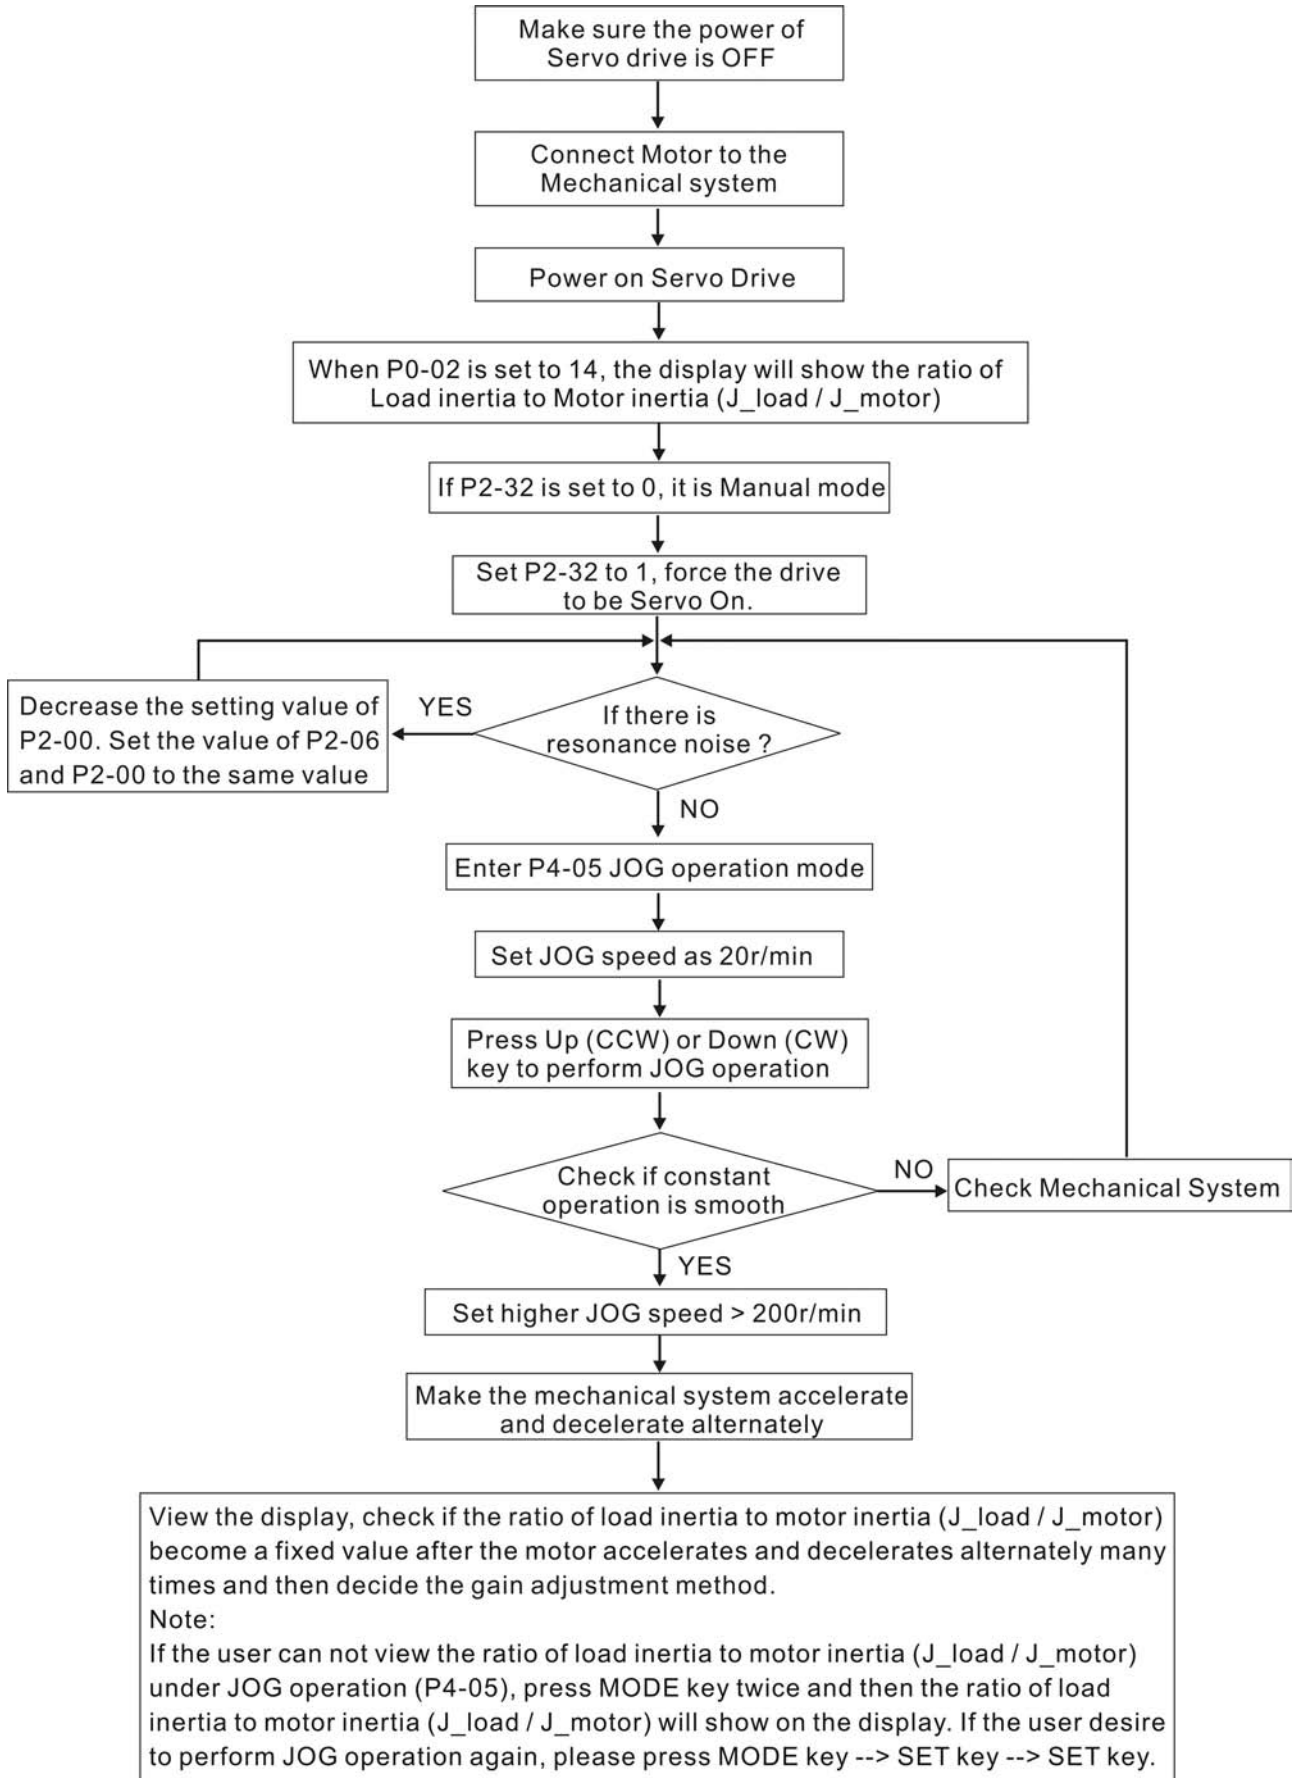 Make sure the power of
Servo drive is OFF
Connect Motor to the
Mechanical system
Power on Servo Drive
When P0-02 is set to 14, the display will show the ratio of
Load inertia to Motor inertia (J_load / J_motor)
If P2-32 is set to 0, it is Manual mode
Set P2-32 to 1, force the drive
to be Servo On.
If there is
resonance noise ?
YES
Decrease the setting value of
P2-00. Set the value of P2-06
and P2-00 to the same value
NO
Enter P4-05 JOG operation mode
Set JOG speed as 20r/min
Press Up (CCW) or Down (CW)
key to perform JOG operation
Check if constant
operation is smooth
NO
Check Mechanical System
YES
Set higher JOG speed > 200r/min
Make the mechanical system accelerate
and decelerate alternately
View the display, check if the ratio of load inertia to motor inertia (J_load / J_motor)
become a fixed value after the motor accelerates and decelerates alternately many
times and then decide the gain adjustment method.
Note:
If the user can not view the ratio of load inertia to motor inertia (J_load / J_motor)
under JOG operation (P4-05), press MODE key twice and then the ratio of load
inertia to motor inertia (J_load / J_motor) will show on the display. If the user desire
to perform JOG operation again, please press MODE key --> SET key --> SET key.